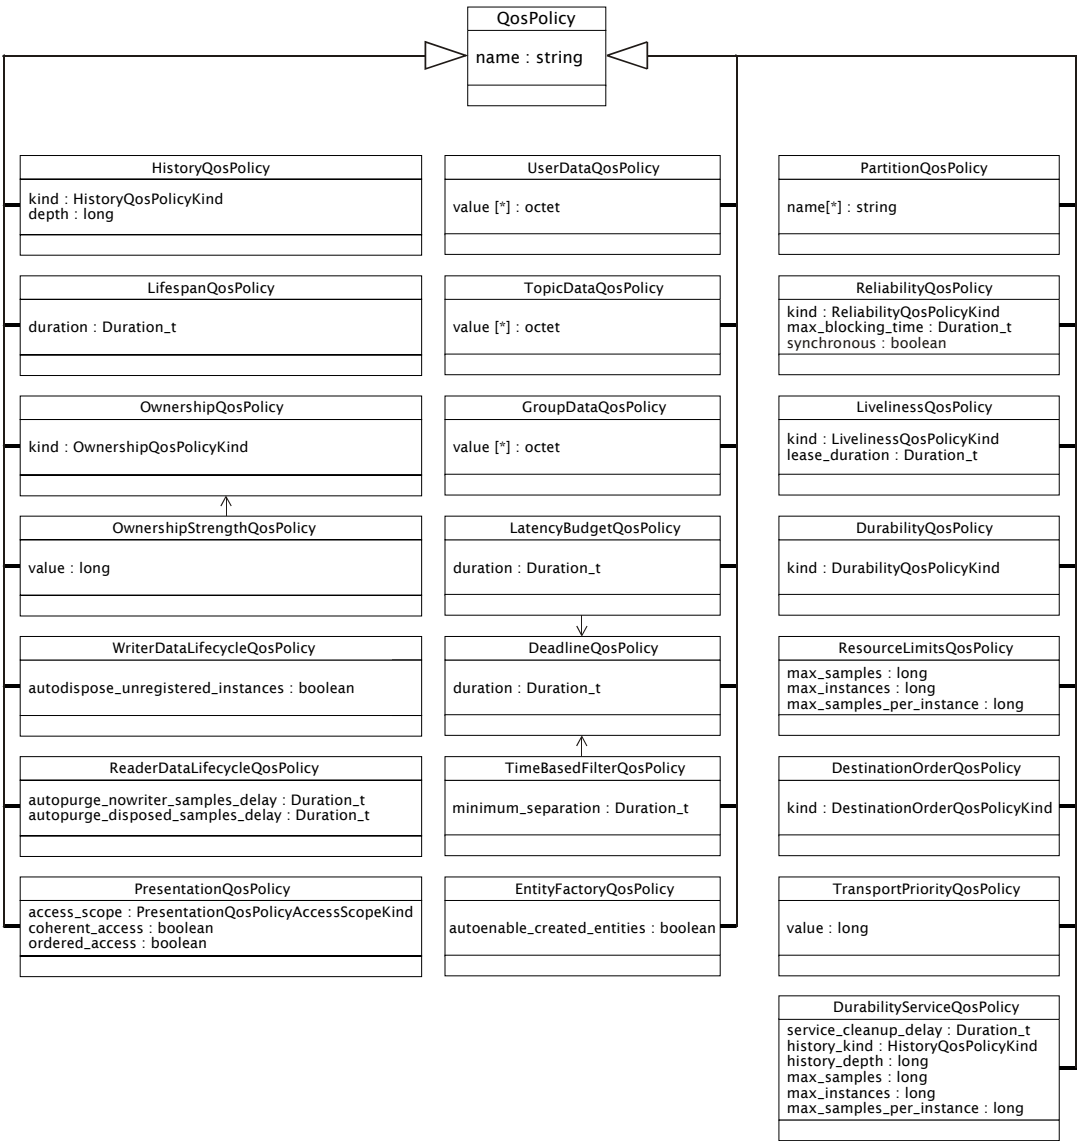 QosPolicy
name : string
HistoryQosPolicy
kind : HistoryQosPolicyKind
depth : long
LifespanQosPolicy
duration : Duration_t
OwnershipQosPolicy
kind : OwnershipQosPolicyKind
OwnershipStrengthQosPolicy
value : long
WriterDataLifecycleQosPolicy
autodispose_unregistered_instances : boolean
ReaderDataLifecycleQosPolicy
autopurge_nowriter_samples_delay : Duration_t
autopurge_disposed_samples_delay : Duration_t
PresentationQosPolicy
access_scope : PresentationQosPolicyAccessScopeKind
coherent_access : boolean
ordered_access : boolean
UserDataQosPolicy
value [*] : octet
TopicDataQosPolicy
value [*] : octet
GroupDataQosPolicy
value [*] : octet
LatencyBudgetQosPolicy
duration : Duration_t
DeadlineQosPolicy
duration : Duration_t
TimeBasedFilterQosPolicy
minimum_separation : Duration_t
EntityFactoryQosPolicy
autoenable_created_entities : boolean
PartitionQosPolicy
name[*] : string
ReliabilityQosPolicy
kind : ReliabilityQosPolicyKind
max_blocking_time : Duration_t
synchronous : boolean
LivelinessQosPolicy
kind : LivelinessQosPolicyKind
lease_duration : Duration_t
DurabilityQosPolicy
kind : DurabilityQosPolicyKind
ResourceLimitsQosPolicy
max_samples : long
max_instances : long
max_samples_per_instance : long
DestinationOrderQosPolicy
kind : DestinationOrderQosPolicyKind
TransportPriorityQosPolicy
value : long
DurabilityServiceQosPolicy
service_cleanup_delay : Duration_t
history_kind : HistoryQosPolicyKind
history_depth : long
max_samples : long
max_instances : long
max_samples_per_instance : long